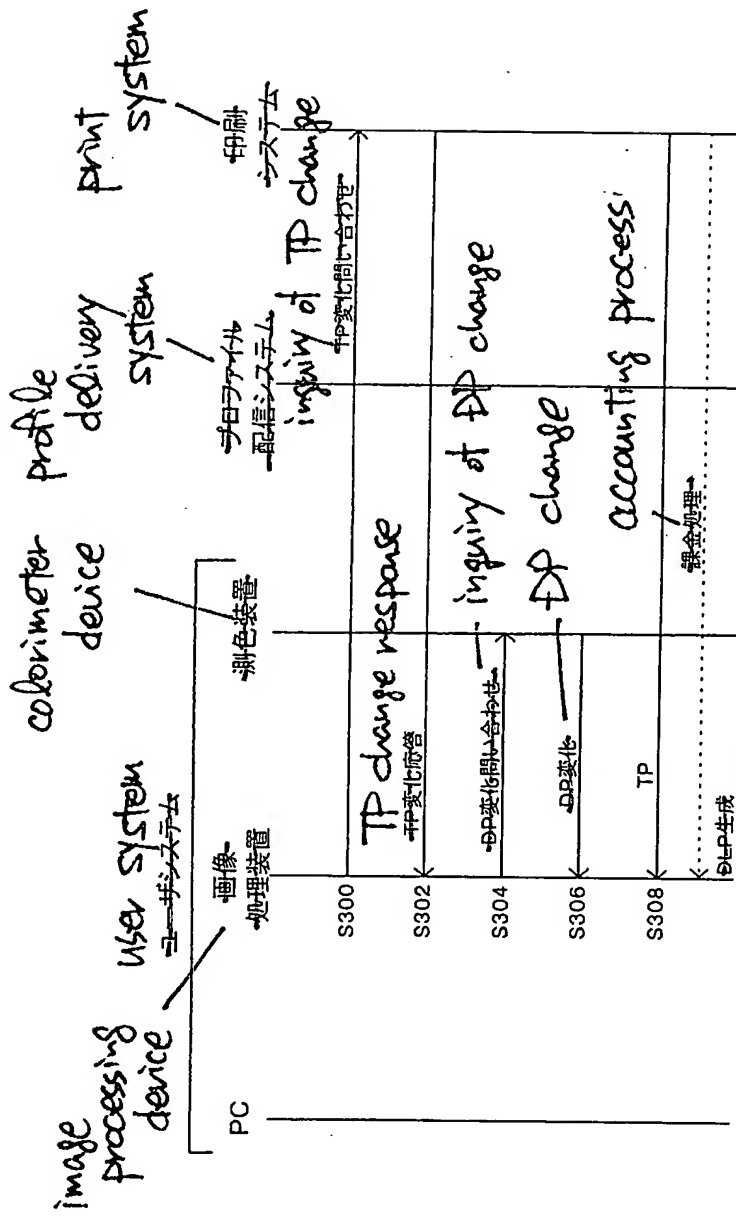 image
processing
device
user system
ユーザシステム
colorimeter
device
profile
delivery
system
print
system
PC
画像
処理装置
測色装置
プロファイル
配信システム
印刷
システム
inquiry of TP change
TP変化問い合わせ
S300
TP change response
TP変化応答
S302
DP変化問い合わせ
inquiry of DP change
S304
DP変化
DP change
S306
TP
accounting process
S308
課金処理
DLP生成